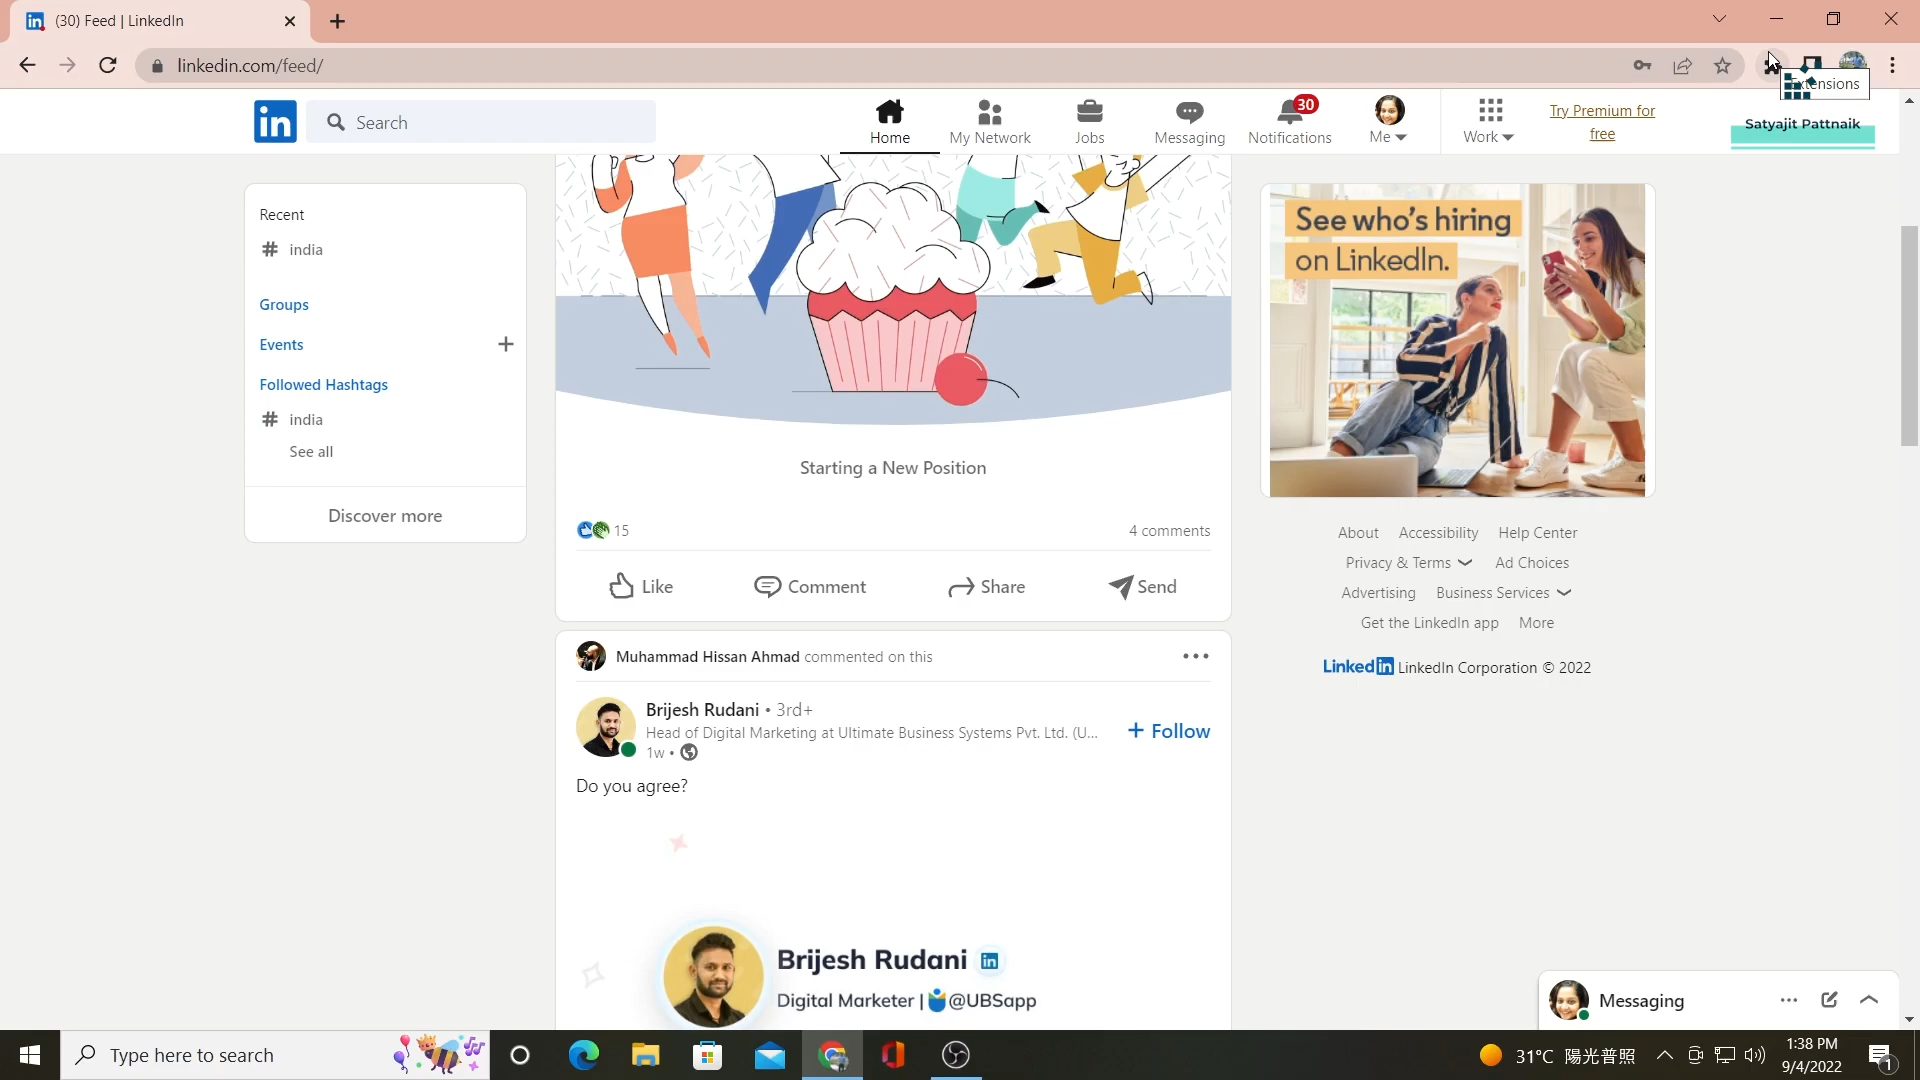 (30) Feed | LinkedIn
linkedin.com/feed/
Extensions
in
Search
Home
My Network
Jobs
Messaging
30
Notifications
Me
Work
Try Premium for
free
Satyajit Pattnaik
Recent
# india
Groups
Events
Followed Hashtags
# india
See all
Discover more
Starting a New Position
15
4 comments
Like
Comment
Share
Send
Muhammad Hissan Ahmad commented on this
Brijesh Rudani • 3rd+
Head of Digital Marketing at Ultimate Business Systems Pvt. Ltd. (U...
1w •
+ Follow
Do you agree?
Brijesh Rudani in
Digital Marketer | @UBSapp
See who's hiring
on LinkedIn.
About Accessibility Help Center
Privacy & Terms Ad Choices
Advertising Business Services
Get the LinkedIn app More
LinkedIn LinkedIn Corporation © 2022
Messaging
Type here to search
31°C 陽光普照
1:38 PM
9/4/2022
1